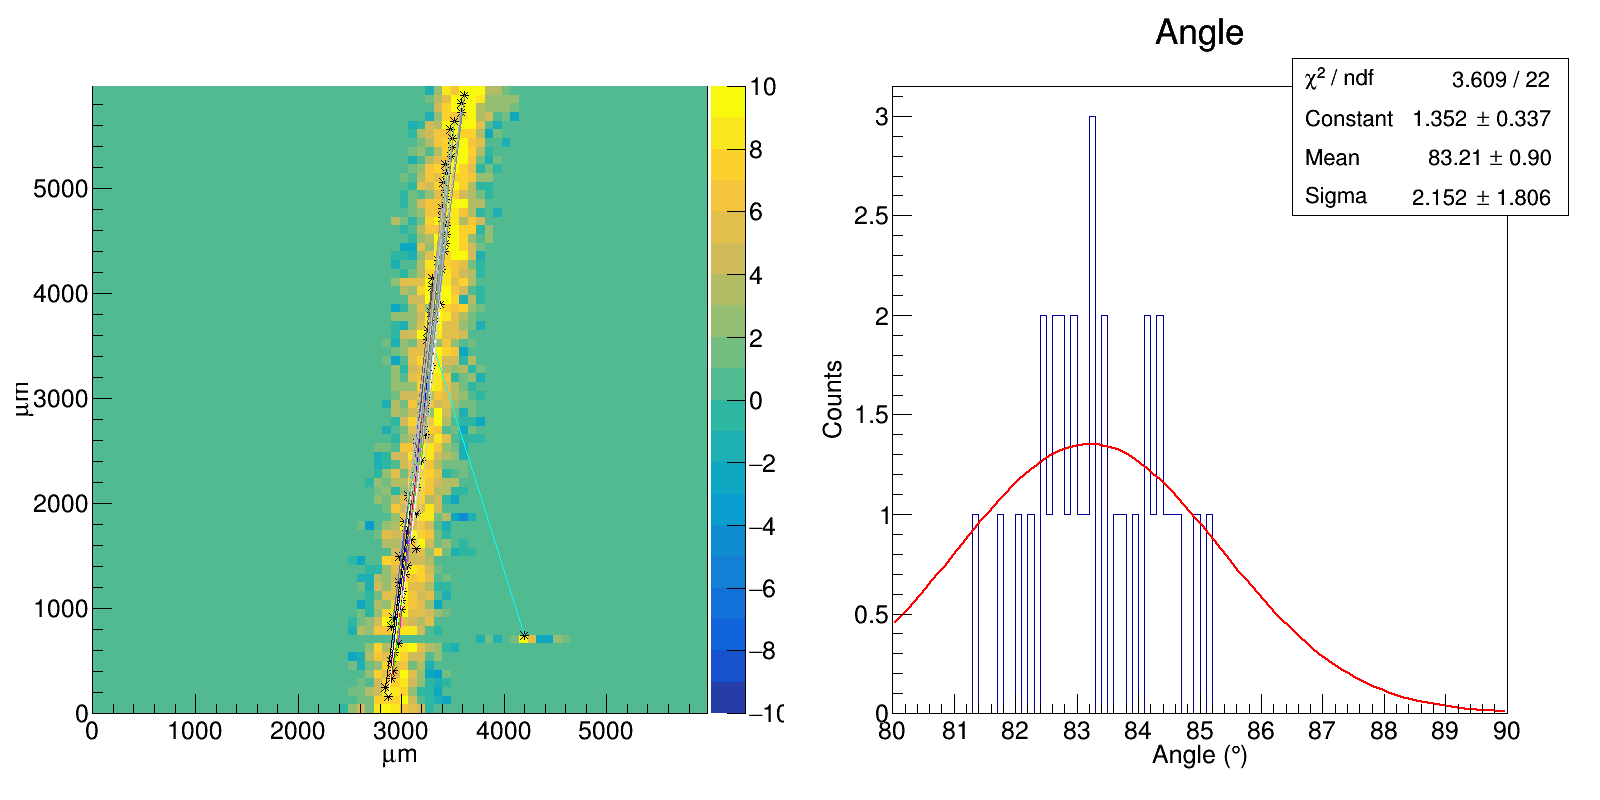 Angle
χ² / ndf 3.609 / 22
Constant 1.352 ± 0.337
Mean 83.21 ± 0.90
Sigma 2.152 ± 1.806
5000
4000
3000
2000
1000
0
μm
0 1000 2000 3000 4000 5000
μm
10
8
6
4
2
0
−2
−4
−6
−8
−10
3
2.5
2
1.5
1
0.5
0
Counts
80 81 82 83 84 85 86 87 88 89 90
Angle (°)